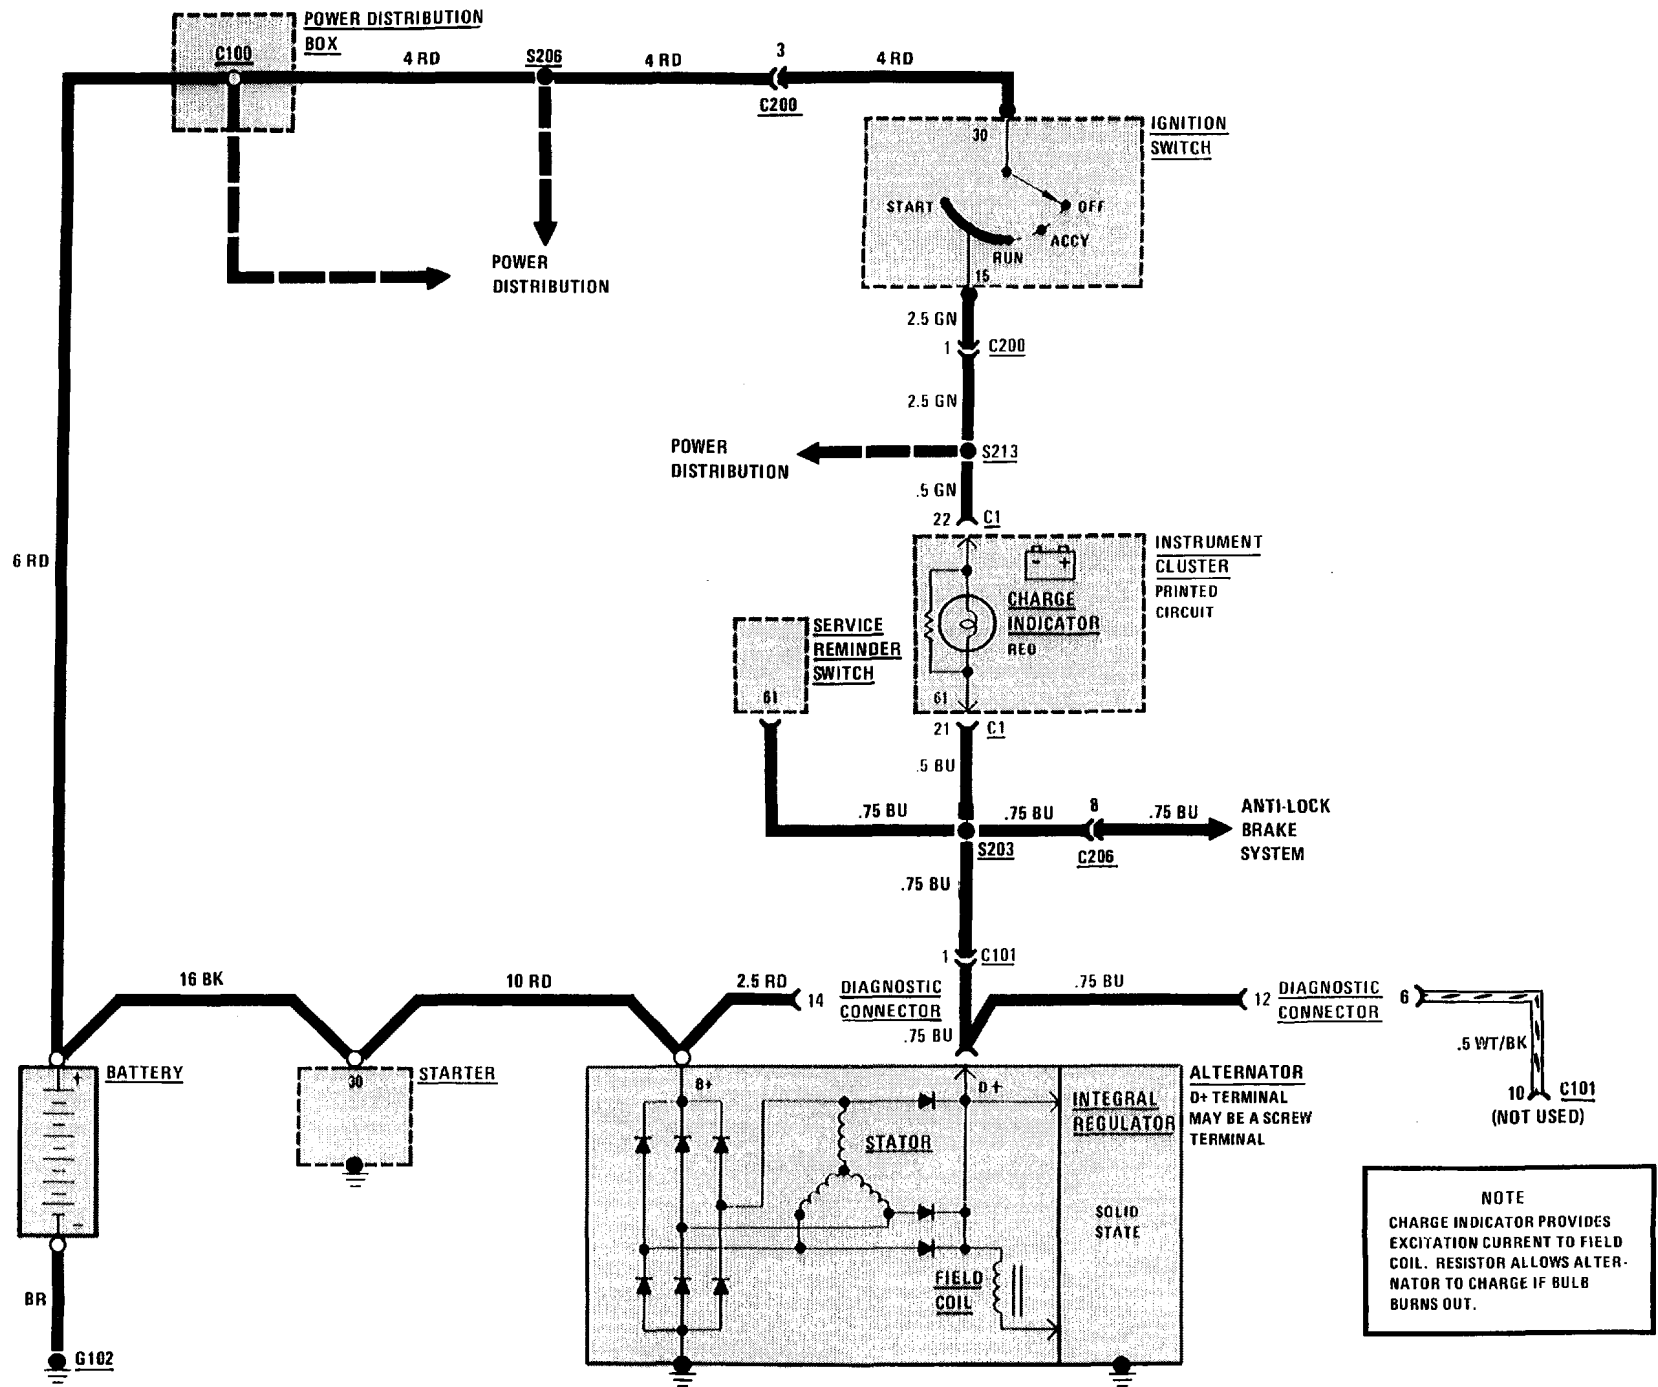 POWER DISTRIBUTION
BOX
C100
4 RD
S206
4 RD
3
C200
4 RD
POWER
DISTRIBUTION
IGNITION
SWITCH
30
START
OFF
ACCY
RUN
15
2.5 GN
1
C200
2.5 GN
POWER
DISTRIBUTION
S213
.5 GN
22
C1
6 RD
INSTRUMENT
CLUSTER
PRINTED
CIRCUIT
- +
CHARGE
INDICATOR
RED
61
SERVICE
REMINDER
SWITCH
61
21
C1
.5 BU
.75 BU
.75 BU
8
.75 BU
S203
C206
ANTI-LOCK
BRAKE
SYSTEM
.75 BU
1
C101
16 BK
10 RD
2.5 RD
14
DIAGNOSTIC
CONNECTOR
.75 BU
.75 BU
12
DIAGNOSTIC
CONNECTOR
6
.5 WT/BK
10
C101
(NOT USED)
BATTERY
+
-
30
STARTER
B+
D+
INTEGRAL
REGULATOR
ALTERNATOR
D+ TERMINAL
MAY BE A SCREW
TERMINAL
STATOR
SOLID
STATE
FIELD
COIL
BR
G102
NOTE
CHARGE INDICATOR PROVIDES
EXCITATION CURRENT TO FIELD
COIL. RESISTOR ALLOWS ALTER-
NATOR TO CHARGE IF BULB
BURNS OUT.